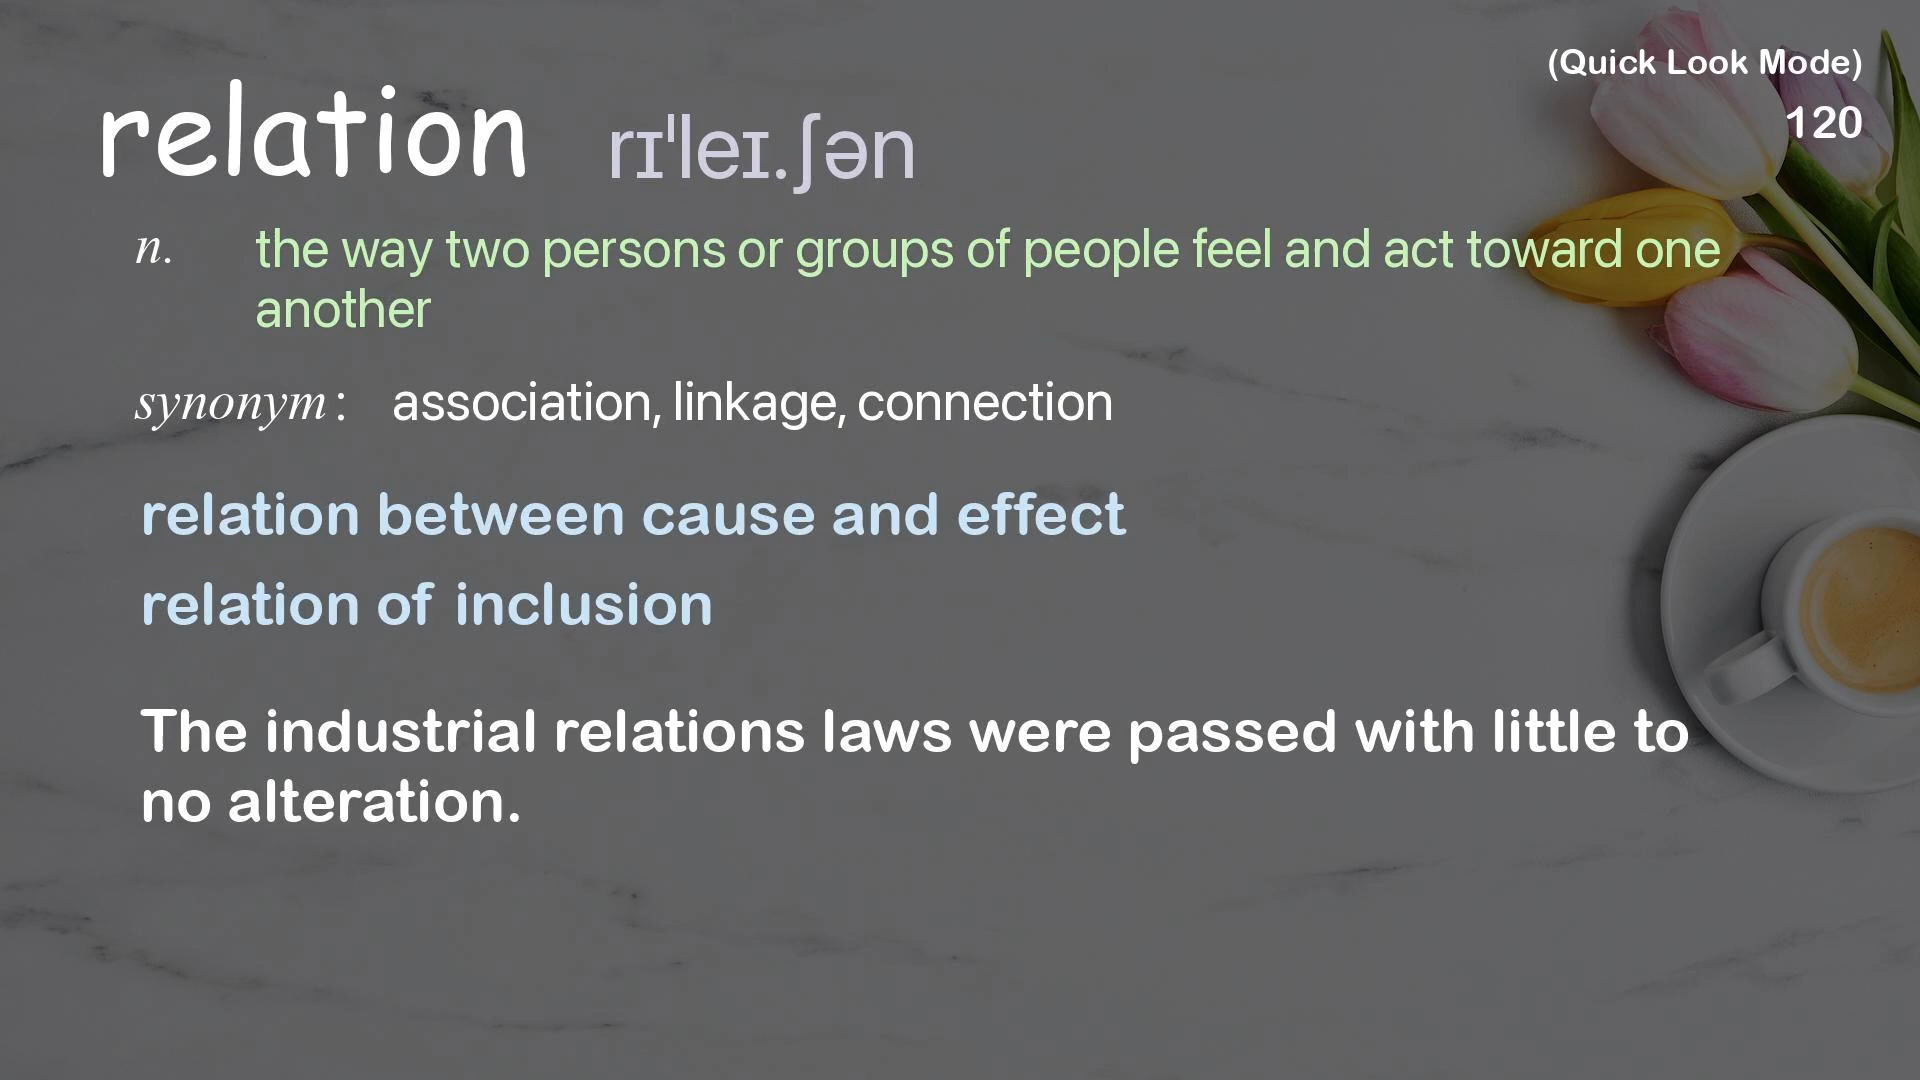 (Quick Look Mode)
120
relation rɪˈleɪ.ʃən
n. the way two persons or groups of people feel and act toward one
another
synonym: association, linkage, connection
relation between cause and effect
relation of inclusion
The industrial relations laws were passed with little to
no alteration.